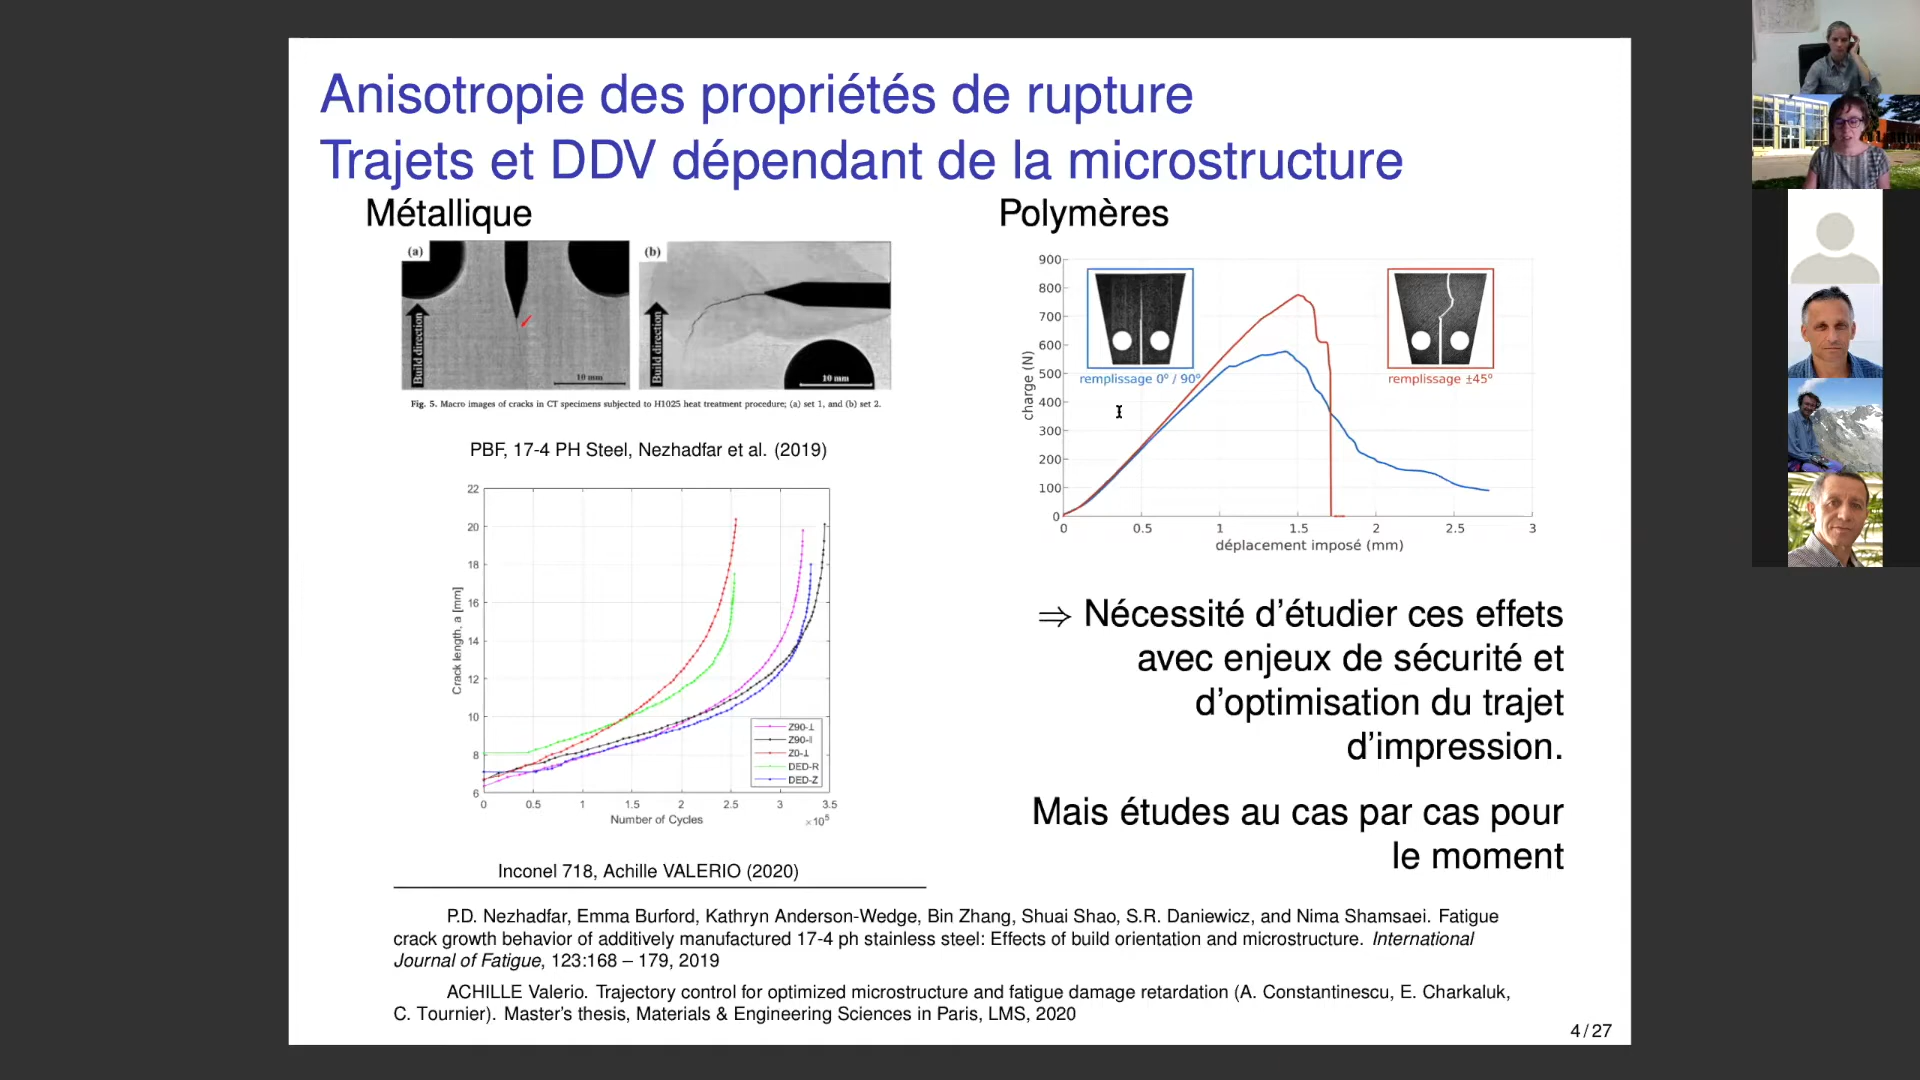 Anisotropie des propriétés de rupture
Trajets et DDV dépendant de la microstructure
Métallique
(a)
Build direction
10 mm
(b)
Build direction
10 mm
Fig. 5. Macro images of cracks in CT specimens subjected to H1025 heat treatment procedure; (a) set 1, and (b) set 2.
PBF, 17-4 PH Steel, Nezhadfar et al. (2019)
22
20
18
16
14
12
10
8
6
Crack length, a [mm]
Z90-⊥
Z90-∥
Z0-⊥
DED-R
DED-Z
0 0.5 1 1.5 2 2.5 3 3.5
Number of Cycles
×10⁵
Inconel 718, Achille VALERIO (2020)
Polymères
900
800
700
600
500
400
300
200
100
0
charge (N)
remplissage 0° / 90°
remplissage ±45°
0 0.5 1 1.5 2 2.5 3
déplacement imposé (mm)
⇒ Nécessité d'étudier ces effets
avec enjeux de sécurité et
d'optimisation du trajet
d'impression.
Mais études au cas par cas pour
le moment
P.D. Nezhadfar, Emma Burford, Kathryn Anderson-Wedge, Bin Zhang, Shuai Shao, S.R. Daniewicz, and Nima Shamsaei. Fatigue
crack growth behavior of additively manufactured 17-4 ph stainless steel: Effects of build orientation and microstructure. International
Journal of Fatigue, 123:168 – 179, 2019
ACHILLE Valerio. Trajectory control for optimized microstructure and fatigue damage retardation (A. Constantinescu, E. Charkaluk,
C. Tournier). Master's thesis, Materials & Engineering Sciences in Paris, LMS, 2020
4 / 27